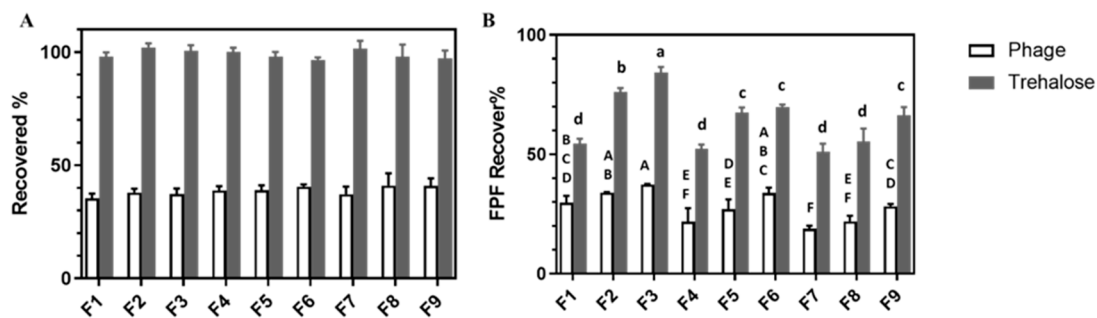 A
Recovered %
100
50
0
F1 F2 F3 F4 F5 F6 F7 F8 F9
B
FPF Recover%
100
50
0
d b a d c c d d c
B C D
A B
A
E F
D E
A B C
F
E F
C D
F1 F2 F3 F4 F5 F6 F7 F8 F9
Phage
Trehalose